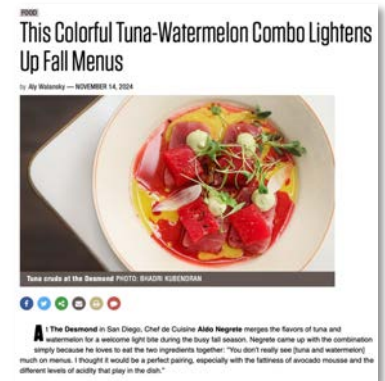 FOOD
This Colorful Tuna-Watermelon Combo Lightens
Up Fall Menus
by Aly Walansky — NOVEMBER 14, 2024
Tuna crudo at the Desmond PHOTO: BHADRI KUBENDRAN
At The Desmond in San Diego, Chef de Cuisine Aldo Negrete merges the flavors of tuna and
watermelon for a welcome light bite during the busy fall season. Negrete came up with the combination
simply because he loves to eat the two ingredients together: "You don't really see [tuna and watermelon]
much on menus. I thought it would be a perfect pairing, especially with the fattiness of avocado mousse and the
different levels of acidity that play in the dish."